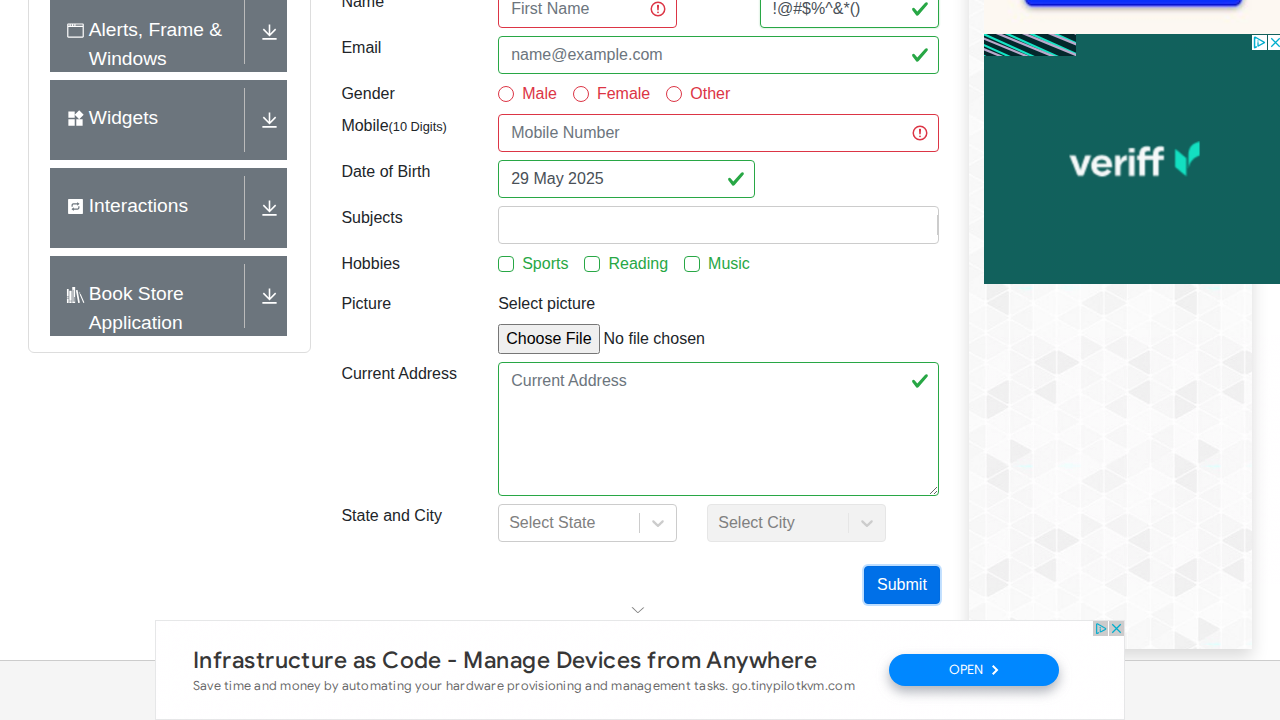 Alerts, Frame &
Windows
Widgets
Interactions
Book Store
Application
Name
First Name
!@#$%^&*()
Email
name@example.com
Gender
Male
Female
Other
Mobile(10 Digits)
Mobile Number
Date of Birth
29 May 2025
Subjects
Hobbies
Sports
Reading
Music
Picture
Select picture
Choose File No file chosen
Current Address
Current Address
State and City
Select State
Select City
Submit
veriff
Infrastructure as Code - Manage Devices from Anywhere
Save time and money by automating your hardware provisioning and management tasks. go.tinypilotkvm.com
OPEN